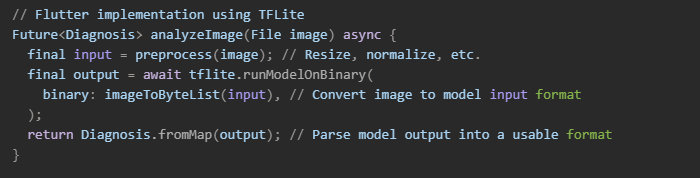 // Flutter implementation using TFLite
Future<Diagnosis> analyzeImage(File image) async {
  final input = preprocess(image); // Resize, normalize, etc.
  final output = await tflite.runModelOnBinary(
    binary: imageToByteList(input), // Convert image to model input format
  );
  return Diagnosis.fromMap(output); // Parse model output into a usable format
}